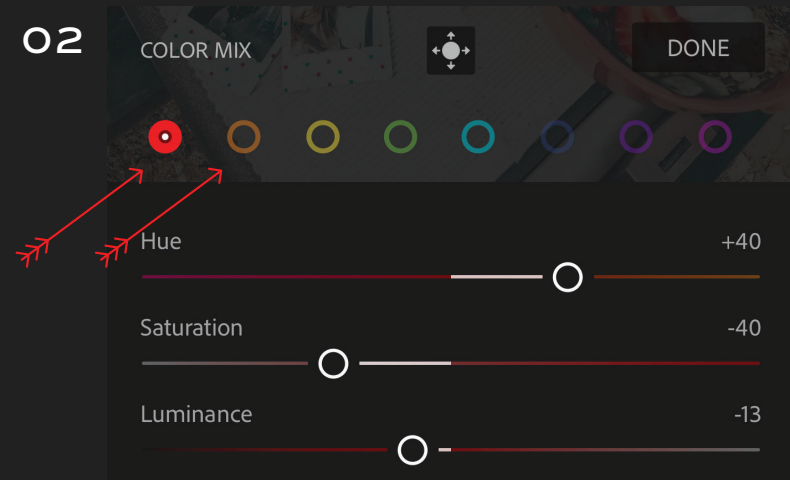 02
COLOR MIX
DONE
Hue +40
Saturation -40
Luminance -13